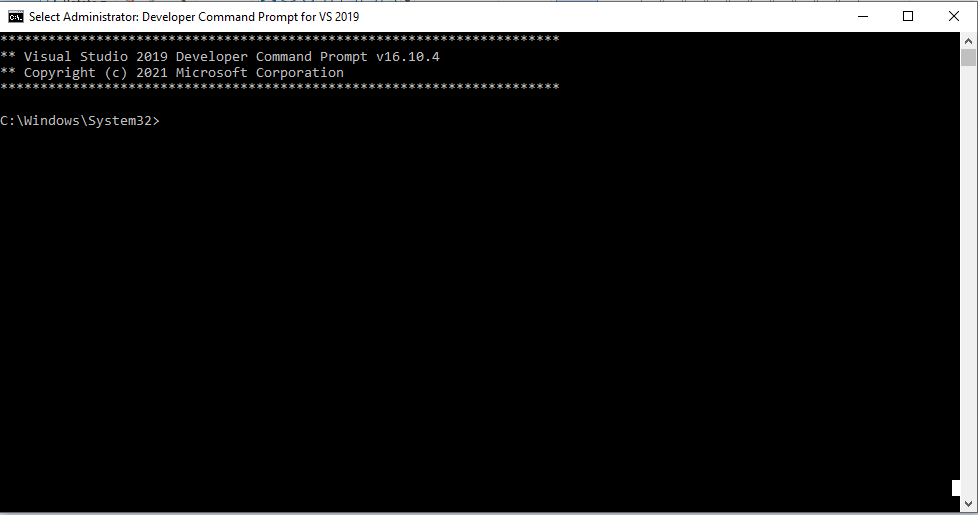 Select Administrator: Developer Command Prompt for VS 2019
**********************************************************************
** Visual Studio 2019 Developer Command Prompt v16.10.4
** Copyright (c) 2021 Microsoft Corporation
**********************************************************************
C:\Windows\System32>